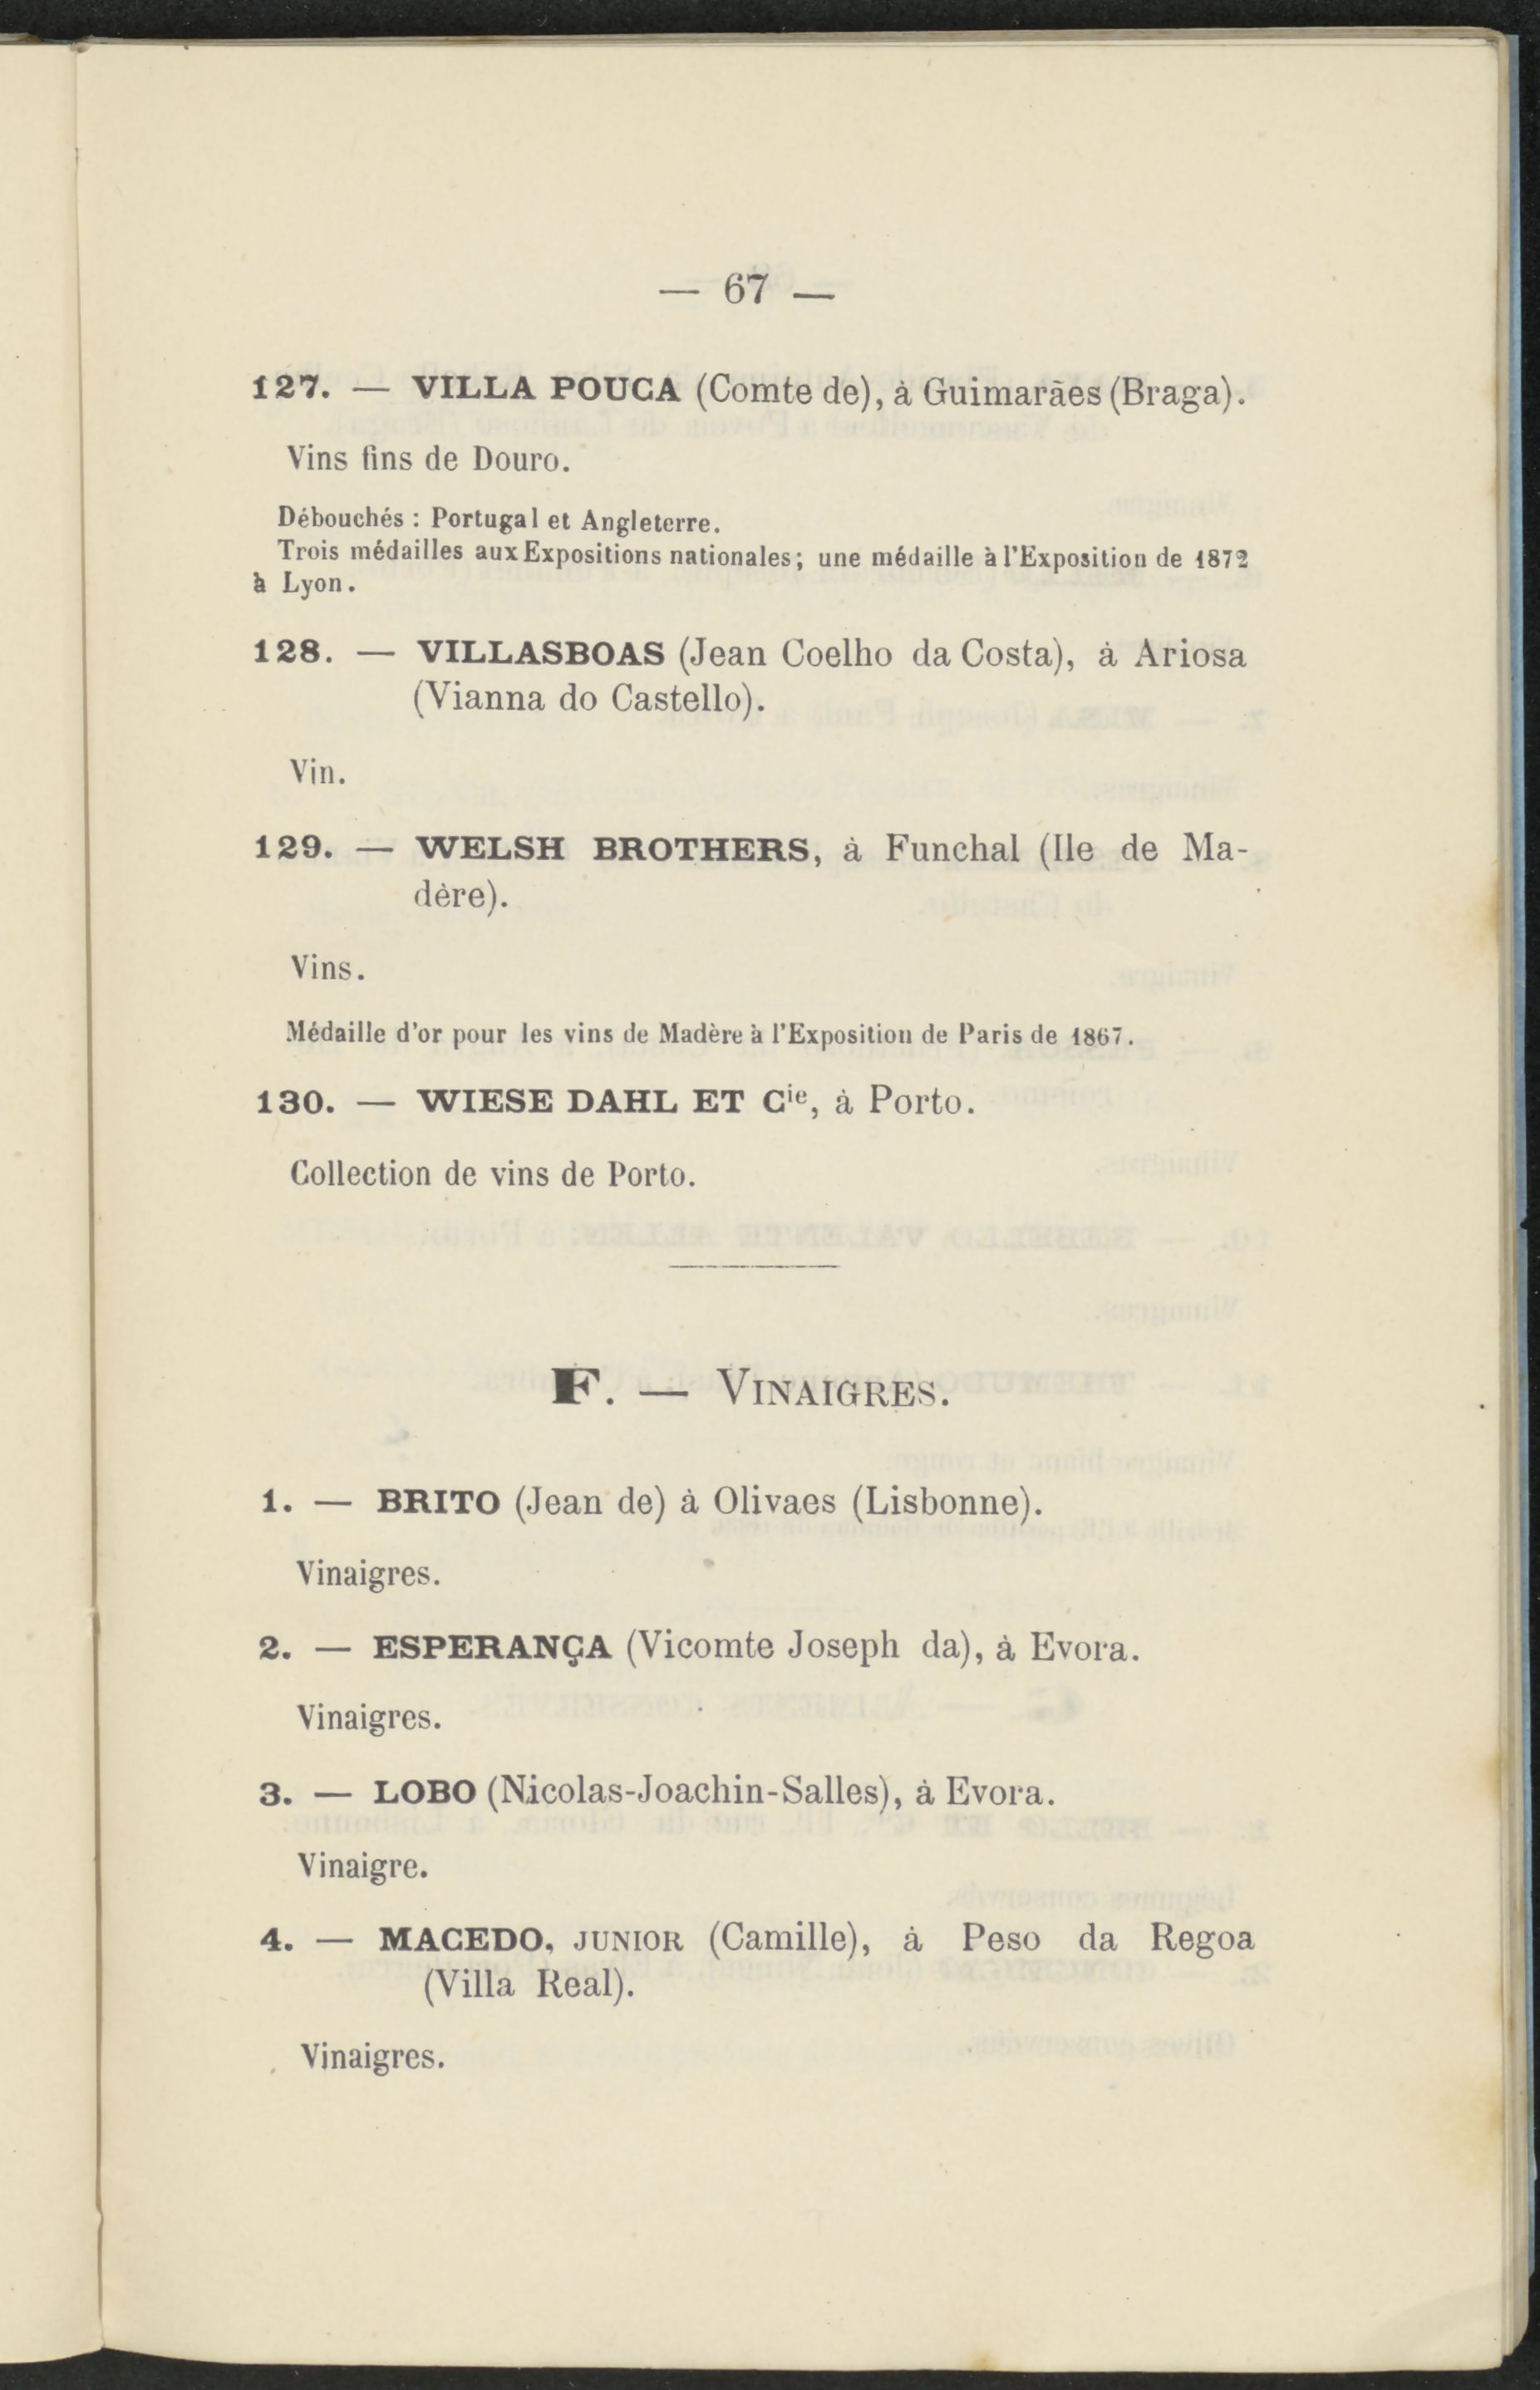 — 67 —
127. — VILLA POUCA (Comte de), à Guimarães (Braga).
Vins fins de Douro.
Débouchés : Portugal et Angleterre.
Trois médailles aux Expositions nationales; une médaille à l'Exposition de 1872
à Lyon.
128. — VILLASBOAS (Jean Coelho da Costa), à Ariosa
(Vianna do Castello).
Vin.
129. — WELSH BROTHERS, à Funchal (Ile de Ma-
dère).
Vins.
Médaille d'or pour les vins de Madère à l'Exposition de Paris de 1867.
130. — WIESE DAHL ET Cie, à Porto.
Collection de vins de Porto.
F. — VINAIGRES.
1. — BRITO (Jean de) à Olivaes (Lisbonne).
Vinaigres.
2. — ESPERANÇA (Vicomte Joseph da), à Evora.
Vinaigres.
3. — LOBO (Nicolas-Joachin-Salles), à Evora.
Vinaigre.
4. — MACEDO, JUNIOR (Camille), à Peso da Regoa
(Villa Real).
Vinaigres.